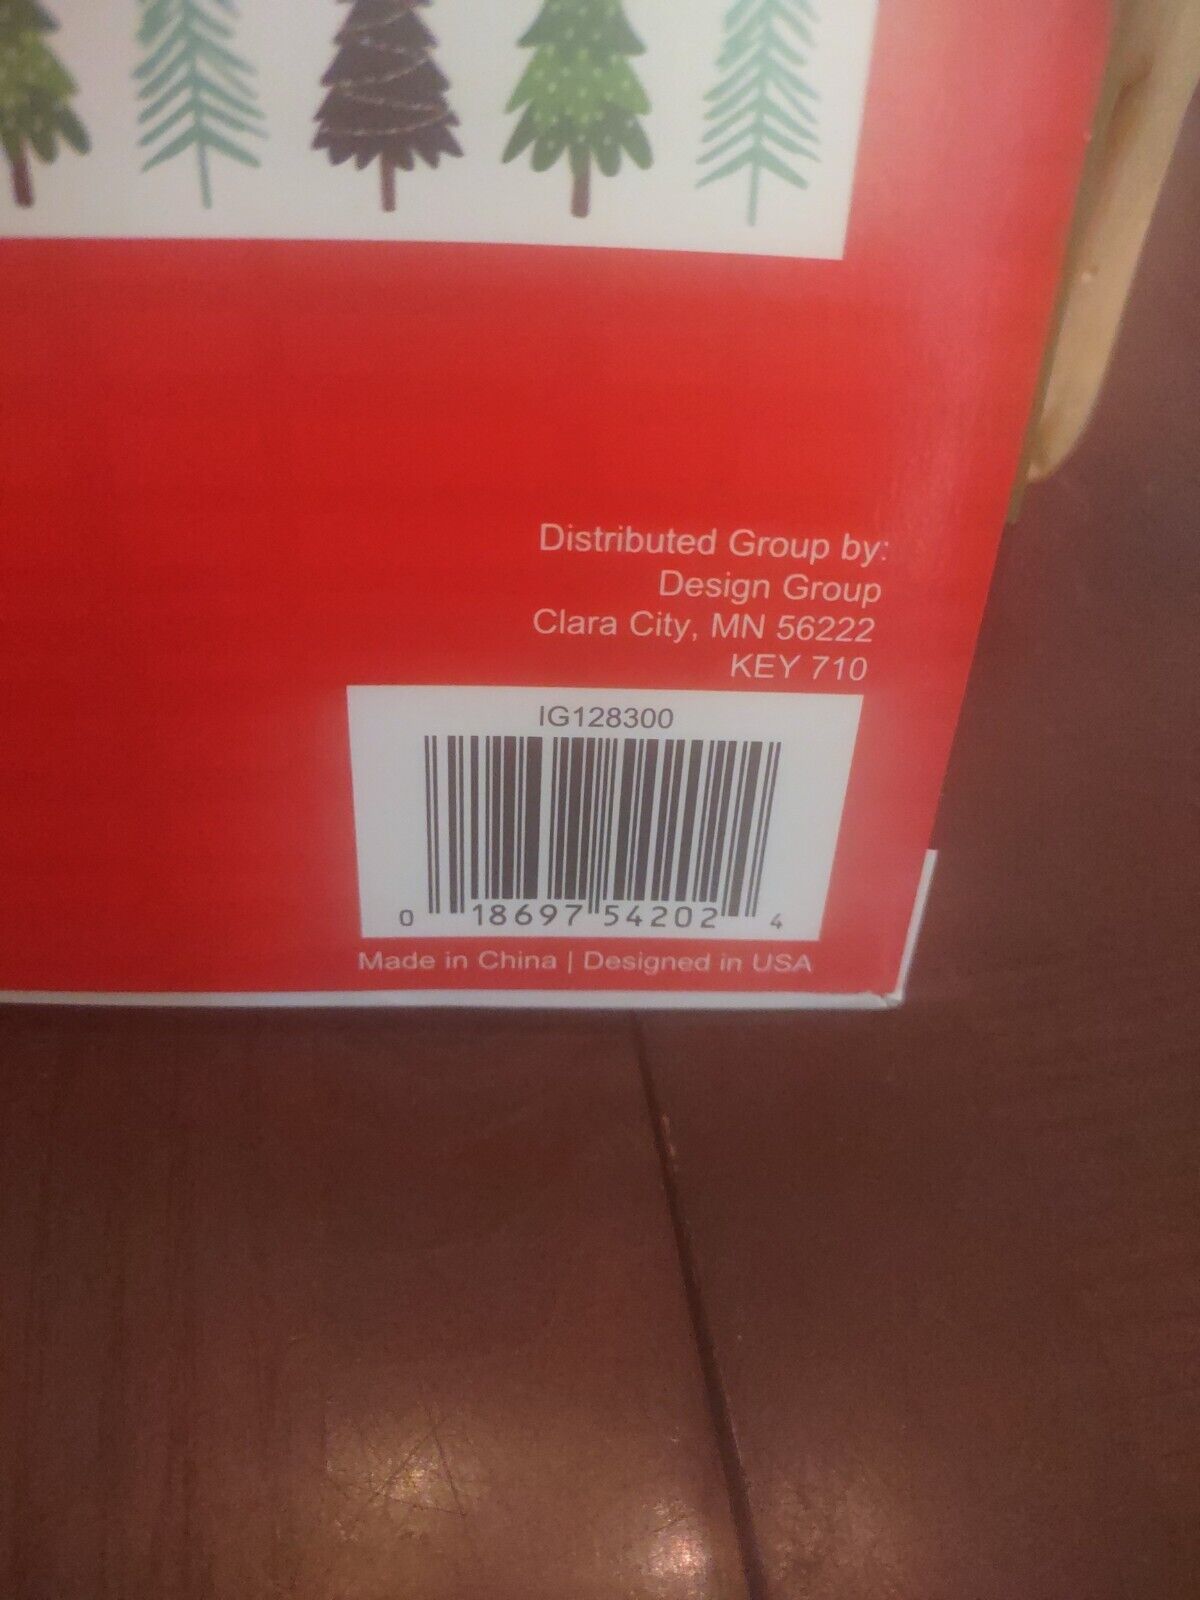 Distributed Group by:
Design Group
Clara City, MN 56222
KEY 710
IG128300
0 18697 54202 4
Made in China | Designed in USA